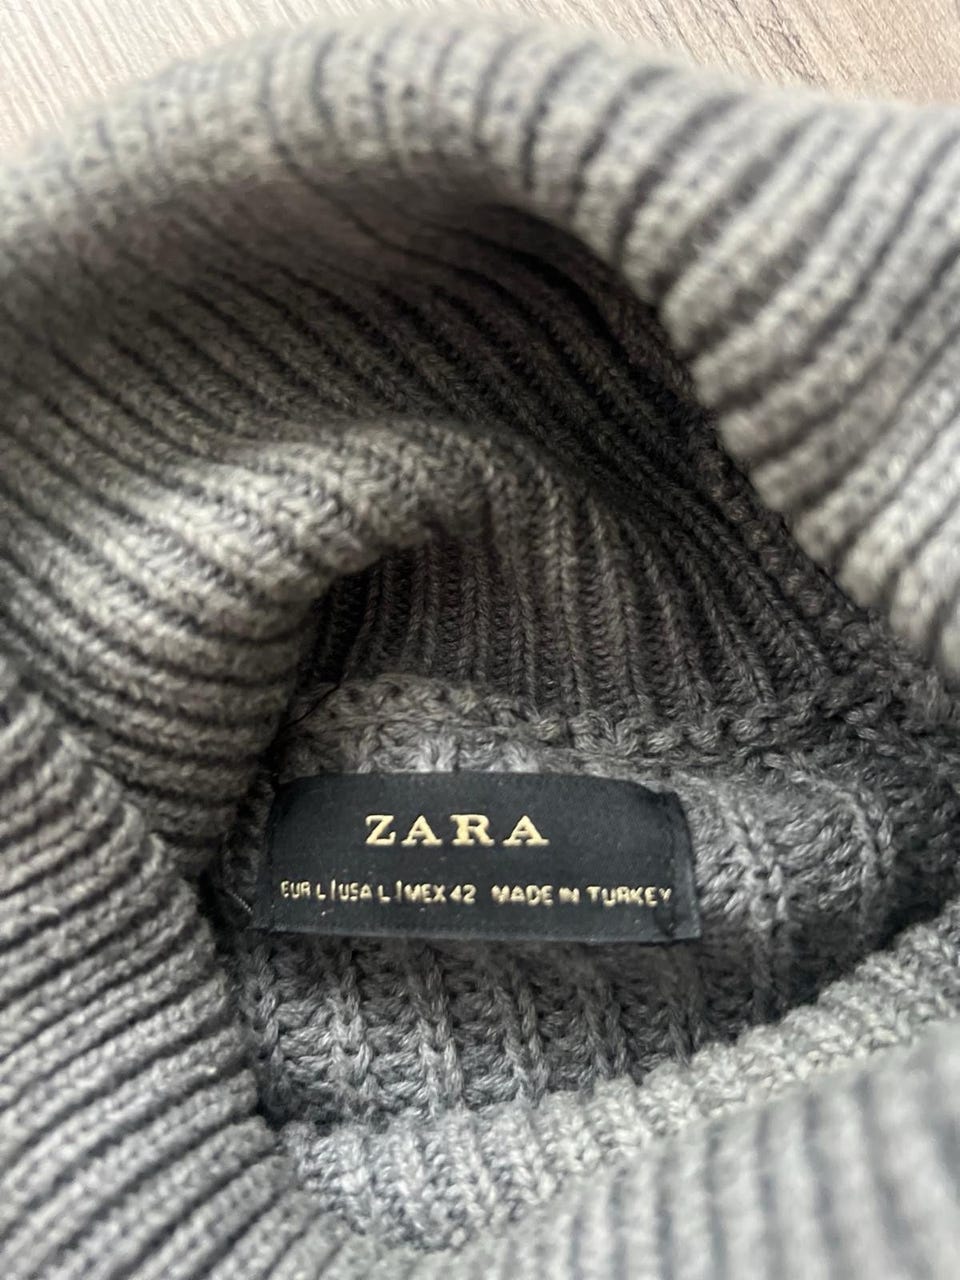 ZARA
EUR L | USA L | MEX 42 MADE IN TURKEY